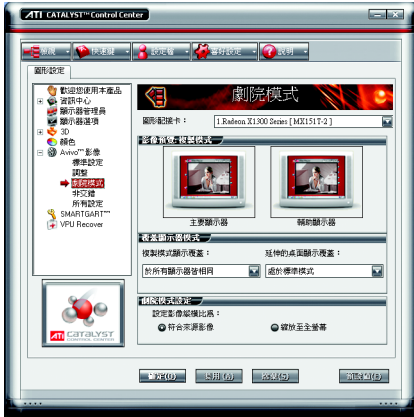 ATI CATALYST™ Control Center
檢視
快速鍵
設定檔
喜好設定
說明
圖形設定
歡迎您使用本產品
資訊中心
顯示器管理員
顯示器選項
3D
顏色
Avivo™ 影像
標準設定
調整
劇院模式
非交錯
所有設定
SMARTGART™
VPU Recover
ATI CATALYST
CONTROL CENTER
劇院模式
圖形配接卡：
1.Radeon X1300 Series [ MX151T-2 ]
影像預覽: 複製模式
主要顯示器
輔助顯示器
覆蓋顯示器模式
複製模式顯示覆蓋：
延伸的桌面顯示覆蓋：
於所有顯示器皆相同
處於標準模式
劇院模式設定
設定影像縱橫比為：
符合來源影像
縮放至全螢幕
確定(O)
套用(A)
預設值(F)